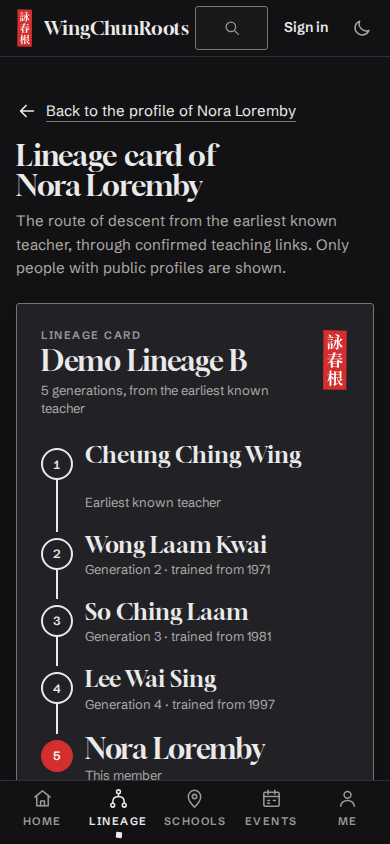 詠春根
WingChunRoots
Sign in
Back to the profile of Nora Loremby
Lineage card of
Nora Loremby
The route of descent from the earliest known
teacher, through confirmed teaching links. Only
people with public profiles are shown.
LINEAGE CARD
Demo Lineage B
5 generations, from the earliest known
teacher
詠春根
1
Cheung Ching Wing
Earliest known teacher
2
Wong Laam Kwai
Generation 2 · trained from 1971
3
So Ching Laam
Generation 3 · trained from 1981
4
Lee Wai Sing
Generation 4 · trained from 1997
5
Nora Loremby
This member
HOME
LINEAGE
SCHOOLS
EVENTS
ME